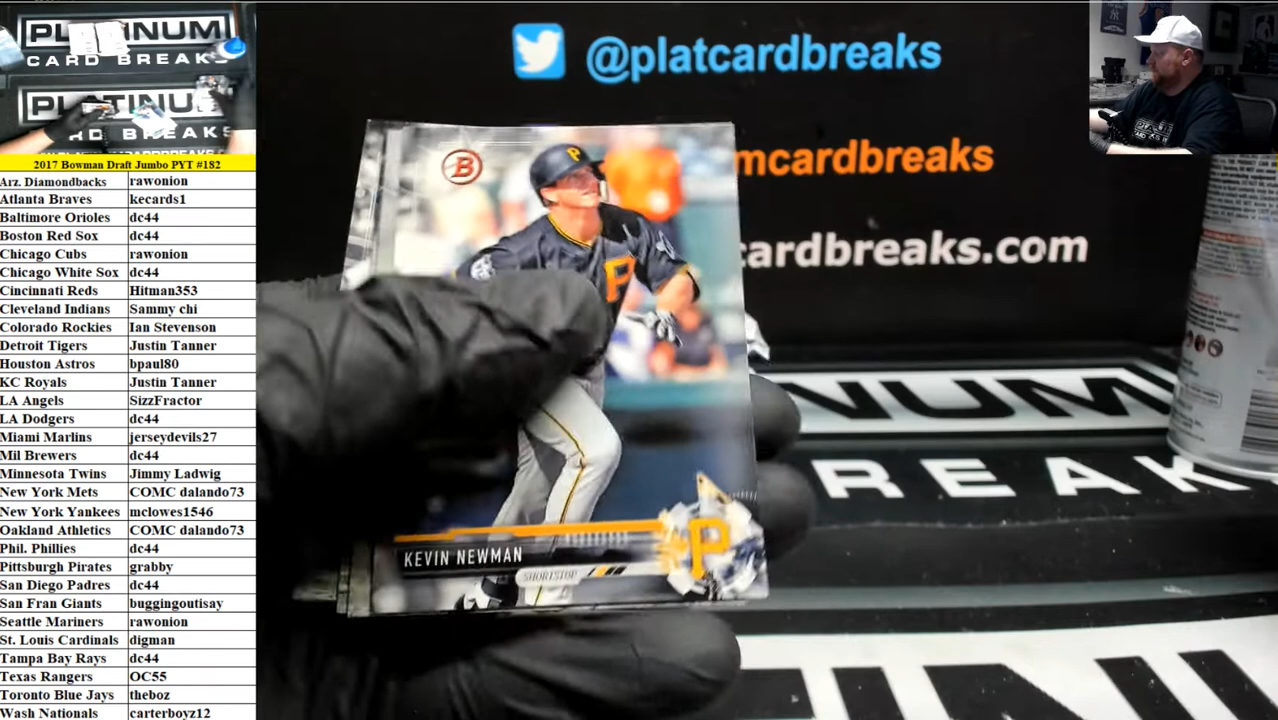 PLATINUM
CARD BREAKS
PLATINUM
RD BREAKS
2017 Bowman Draft Jumbo PYT #182
Arz. Diamondbacks rawonion
Atlanta Braves kecards1
Baltimore Orioles dc44
Boston Red Sox dc44
Chicago Cubs rawonion
Chicago White Sox dc44
Cincinnati Reds Hitman353
Cleveland Indians Sammy chi
Colorado Rockies Ian Stevenson
Detroit Tigers Justin Tanner
Houston Astros bpaul80
KC Royals Justin Tanner
LA Angels SizzFractor
LA Dodgers dc44
Miami Marlins jerseydevils27
Mil Brewers dc44
Minnesota Twins Jimmy Ladwig
New York Mets COMC dalando73
New York Yankees mclowes1546
Oakland Athletics COMC dalando73
Phil. Phillies dc44
Pittsburgh Pirates grabby
San Diego Padres dc44
San Fran Giants buggingoutisay
Seattle Mariners rawonion
St. Louis Cardinals digman
Tampa Bay Rays dc44
Texas Rangers OC55
Toronto Blue Jays theboz
Wash Nationals carterboyz12
@platcardbreaks
mcardbreaks
cardbreaks.com
B
P
P
P
KEVIN NEWMAN
SHORTSTOP
INUM
REAK